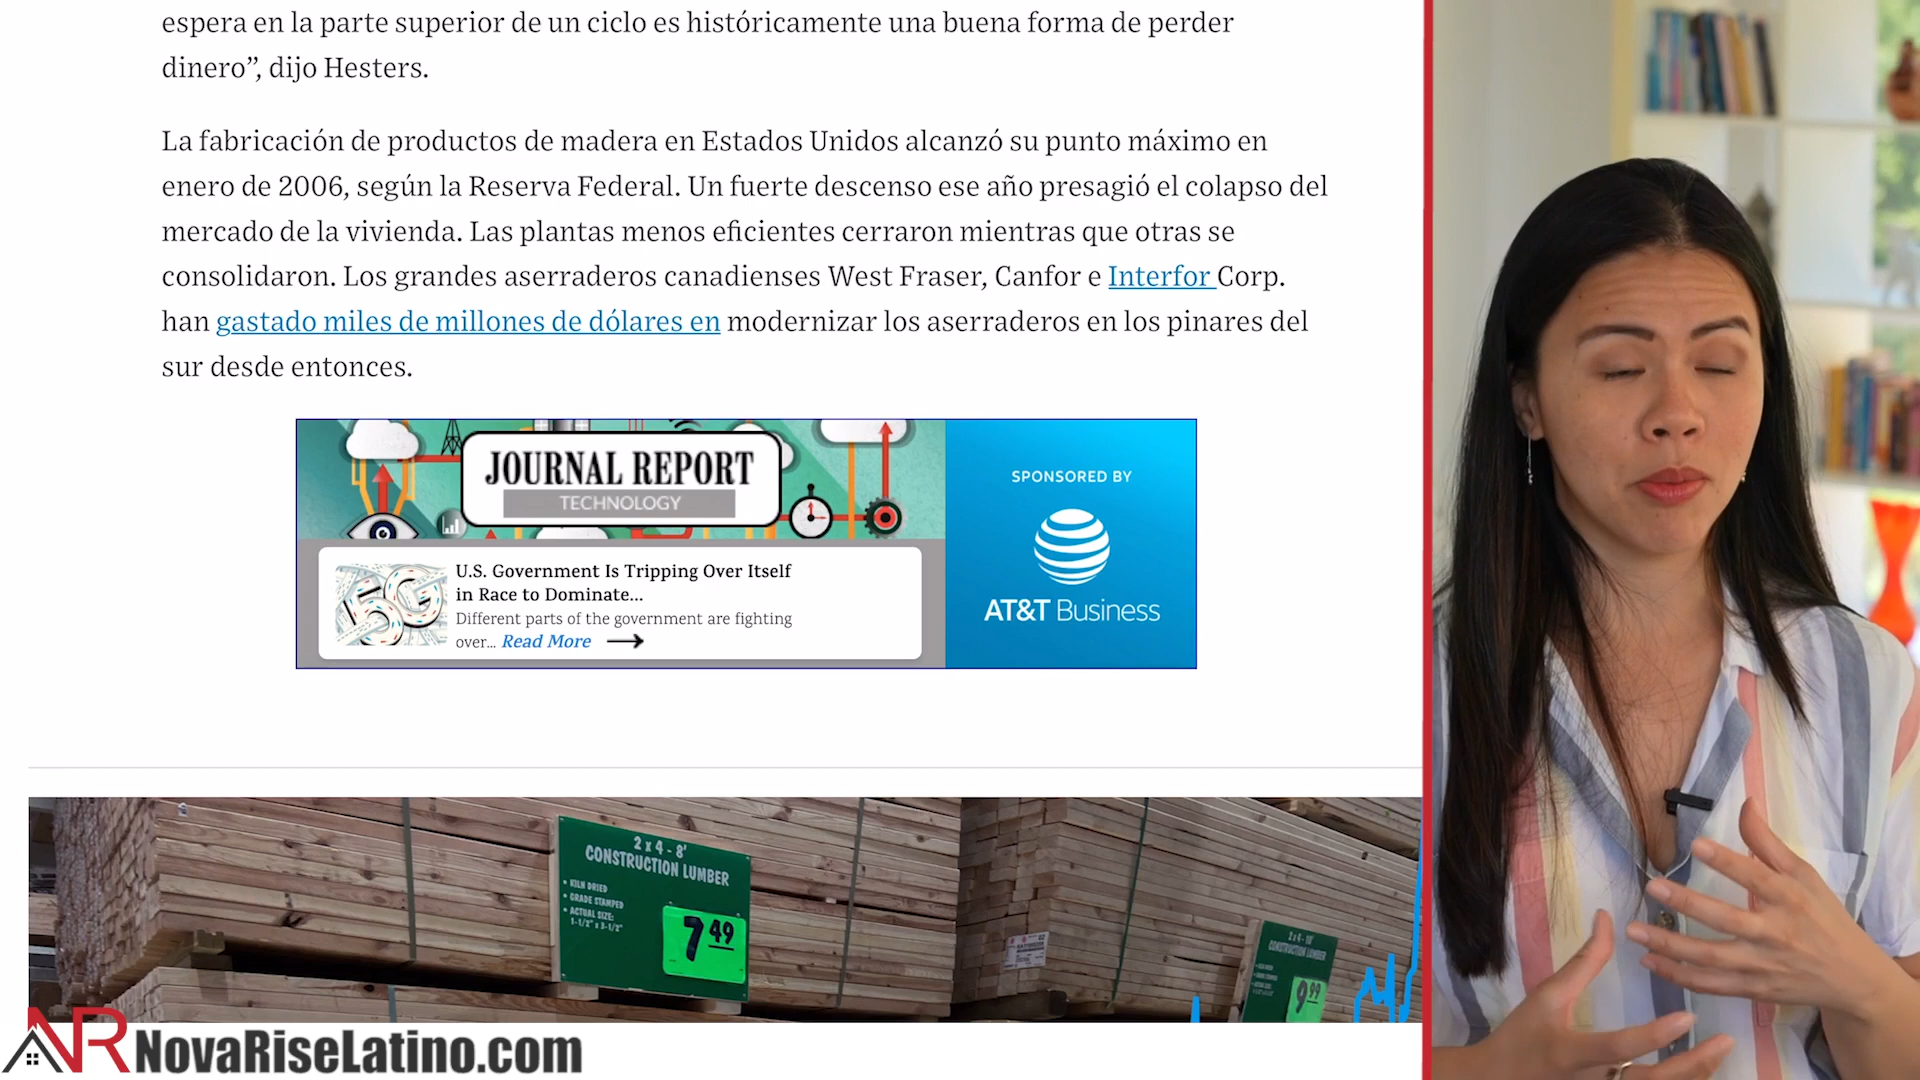 espera en la parte superior de un ciclo es históricamente una buena forma de perder
dinero”, dijo Hesters.
La fabricación de productos de madera en Estados Unidos alcanzó su punto máximo en
enero de 2006, según la Reserva Federal. Un fuerte descenso ese año presagió el colapso del
mercado de la vivienda. Las plantas menos eficientes cerraron mientras que otras se
consolidaron. Los grandes aserraderos canadienses West Fraser, Canfor e Interfor Corp.
han gastado miles de millones de dólares en modernizar los aserraderos en los pinares del
sur desde entonces.
JOURNAL REPORT
TECHNOLOGY
5G
U.S. Government Is Tripping Over Itself
in Race to Dominate...
Different parts of the government are fighting
over... Read More
SPONSORED BY
AT&T Business
2 x 4 - 8'
CONSTRUCTION LUMBER
• KILN DRIED
• GRADE STAMPED
• ACTUAL SIZE:
1-1/2" x 3-1/2"
7 49
CONSTRUCTION LUMBER
9 99
NR NovaRiseLatino.com